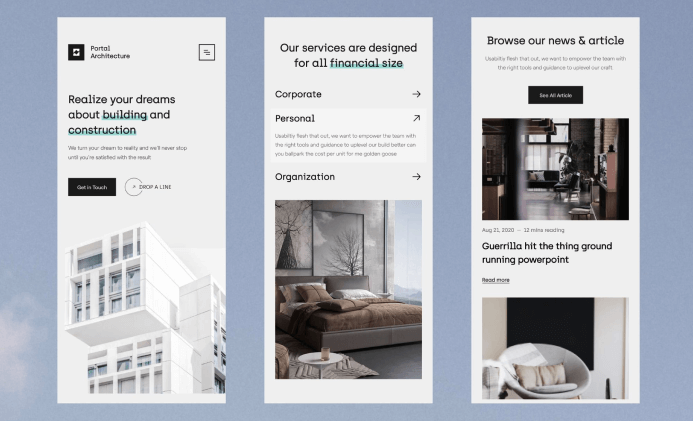 Portal
Architecture
Realize your dreams
about building and
construction
We turn your dream to reality and we'll never stop
until you're satisfied with the result
Get in Touch
DROP A LINE
Our services are designed
for all financial size
Corporate
Personal
Usability flesh that out, we want to empower the team with
the right tools and guidance to uplevel our build better can
you ballpark the cost per unit for me golden goose
Organization
Browse our news & article
Usability flesh that out, we want to empower the team with
the right tools and guidance to uplevel our craft
See All Article
Aug 21, 2020 — 12 mins reading
Guerrilla hit the thing ground
running powerpoint
Read more